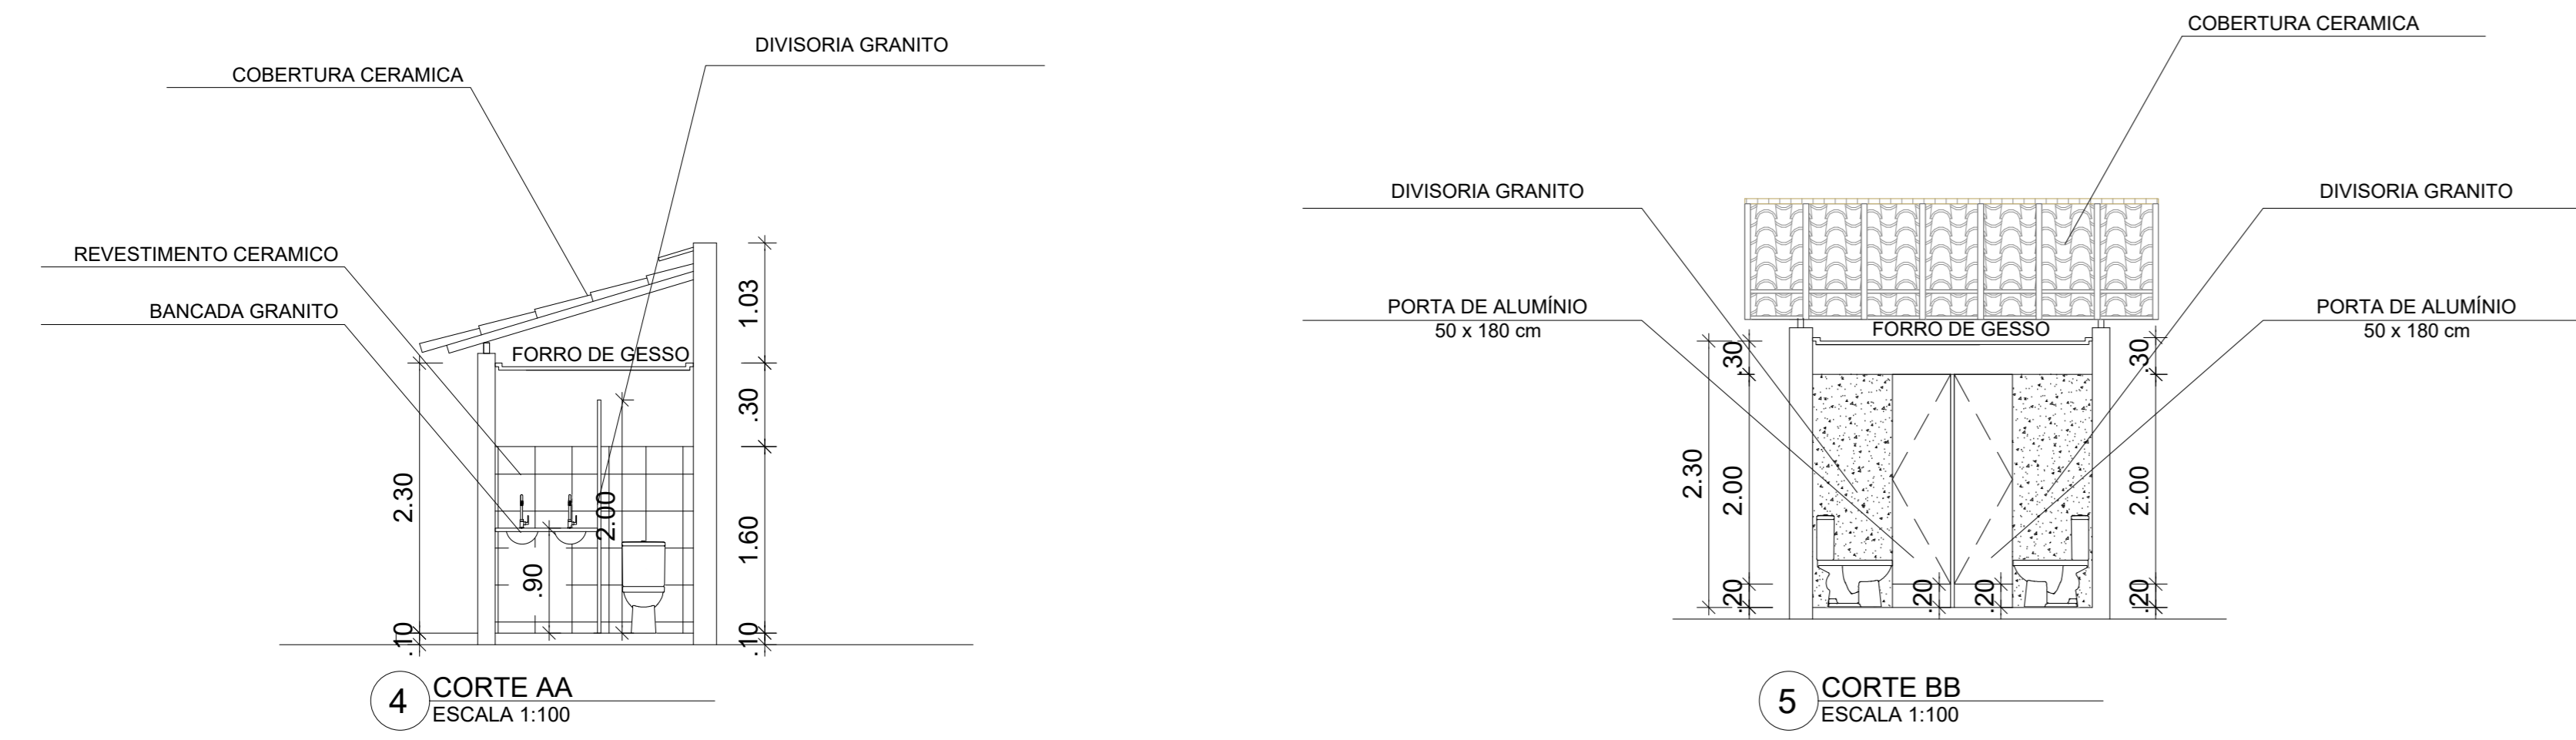 DIVISORIA GRANITO
COBERTURA CERAMICA
REVESTIMENTO CERAMICO
BANCADA GRANITO
FORRO DE GESSO
1.03
.30
2.30
2.00
1.60
.90
.10
.10
4
CORTE AA
ESCALA 1:100
COBERTURA CERAMICA
DIVISORIA GRANITO
DIVISORIA GRANITO
PORTA DE ALUMÍNIO
50 x 180 cm
PORTA DE ALUMÍNIO
50 x 180 cm
FORRO DE GESSO
.30
.30
2.30
2.00
2.00
.20
.20
.20
.20
5
CORTE BB
ESCALA 1:100